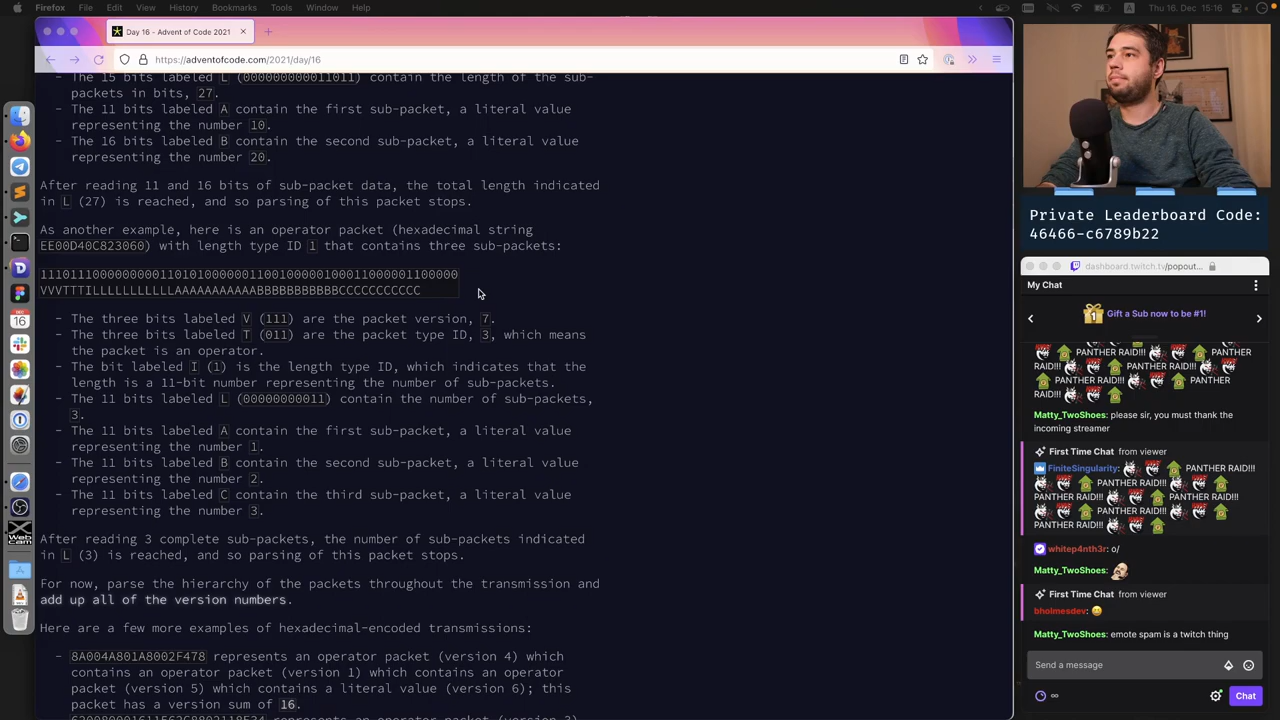 Firefox File Edit View History Bookmarks Tools Window Help
Thu 16. Dec 15:16
Day 16 - Advent of Code 2021
https://adventofcode.com/2021/day/16
- The 15 bits labeled L (000000000011011) contain the length of the sub-
packets in bits, 27.
- The 11 bits labeled A contain the first sub-packet, a literal value
representing the number 10.
- The 16 bits labeled B contain the second sub-packet, a literal value
representing the number 20.
After reading 11 and 16 bits of sub-packet data, the total length indicated
in L (27) is reached, and so parsing of this packet stops.
As another example, here is an operator packet (hexadecimal string
EE00D40C823060) with length type ID 1 that contains three sub-packets:
11101110000000001101010000001100100000100011000001100000
VVVTTTILLLLLLLLLLLAAAAAAAAAAABBBBBBBBBBBCCCCCCCCCCC
- The three bits labeled V (111) are the packet version, 7.
- The three bits labeled T (011) are the packet type ID, 3, which means
the packet is an operator.
- The bit labeled I (1) is the length type ID, which indicates that the
length is a 11-bit number representing the number of sub-packets.
- The 11 bits labeled L (00000000011) contain the number of sub-packets,
3.
- The 11 bits labeled A contain the first sub-packet, a literal value
representing the number 1.
- The 11 bits labeled B contain the second sub-packet, a literal value
representing the number 2.
- The 11 bits labeled C contain the third sub-packet, a literal value
representing the number 3.
After reading 3 complete sub-packets, the number of sub-packets indicated
in L (3) is reached, and so parsing of this packet stops.
For now, parse the hierarchy of the packets throughout the transmission and
add up all of the version numbers.
Here are a few more examples of hexadecimal-encoded transmissions:
- 8A004A801A8002F478 represents an operator packet (version 4) which
contains an operator packet (version 1) which contains an operator
packet (version 5) which contains a literal value (version 6); this
packet has a version sum of 16.
Private Leaderboard Code:
46466-c6789b22
dashboard.twitch.tv/popout...
My Chat
Gift a Sub now to be #1!
PANTHER RAID!!!
PANTHER RAID!!!
PANTHER RAID!!! PANTHER
RAID!!!
Matty_TwoShoes: please sir, you must thank the
incoming streamer
First Time Chat from viewer
FiniteSingularity: PANTHER RAID!!!
PANTHER RAID!!!
PANTHER RAID!!! PANTHER RAID!!!
PANTHER RAID!!!
PANTHER RAID!!!
whitep4nth3r: o/
Matty_TwoShoes:
First Time Chat from viewer
bholmesdev:
Matty_TwoShoes: emote spam is a twitch thing
Send a message
Chat